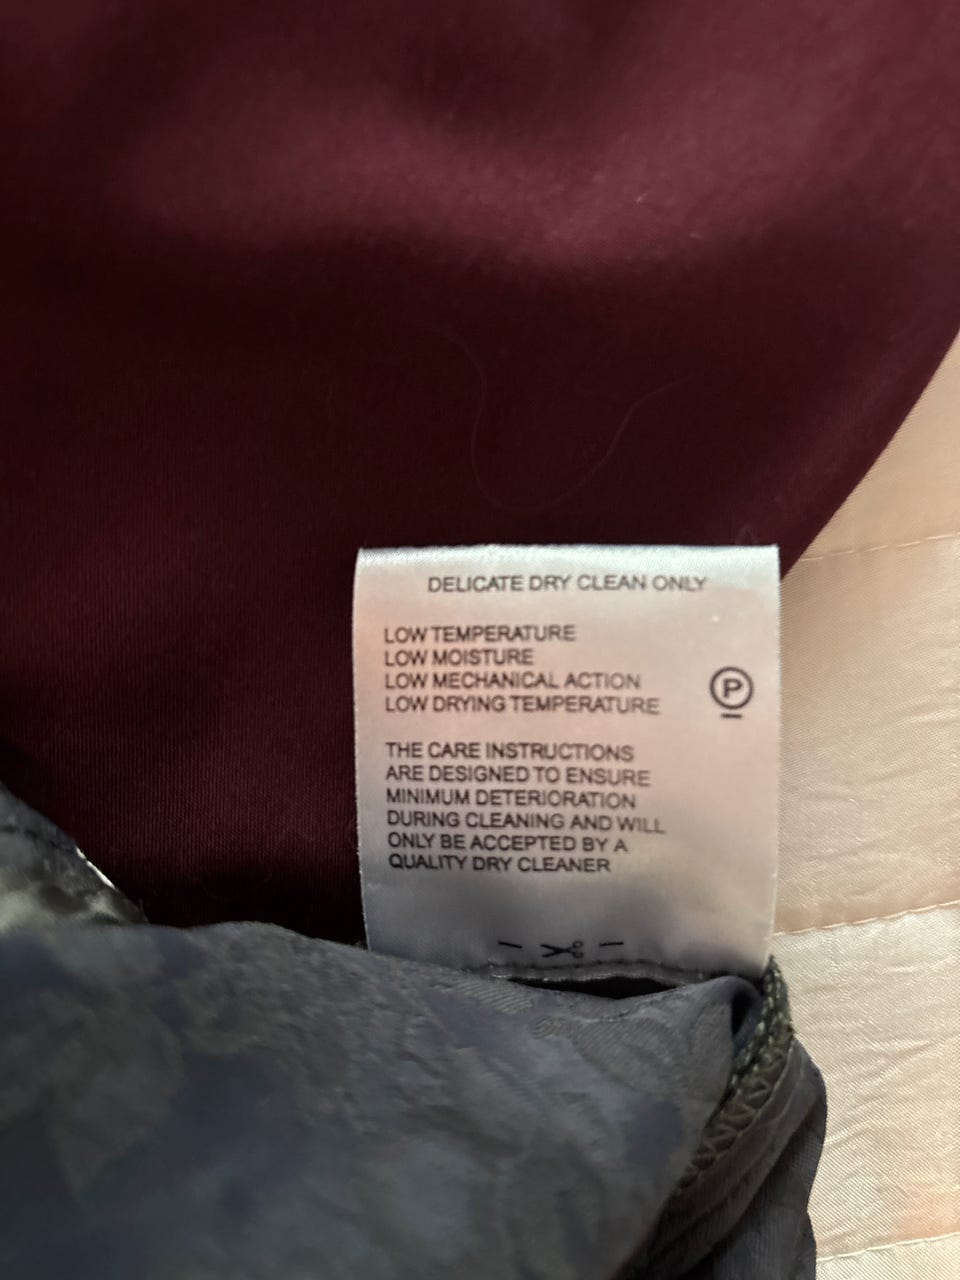 DELICATE DRY CLEAN ONLY
LOW TEMPERATURE
LOW MOISTURE
LOW MECHANICAL ACTION
LOW DRYING TEMPERATURE
P
THE CARE INSTRUCTIONS
ARE DESIGNED TO ENSURE
MINIMUM DETERIORATION
DURING CLEANING AND WILL
ONLY BE ACCEPTED BY A
QUALITY DRY CLEANER